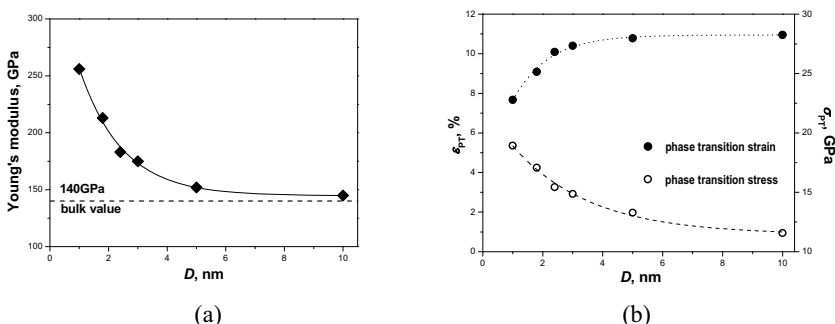 300
250
200
150
100
Young's modulus, GPa
140GPa
bulk value
0 2 4 6 8 10
D, nm
(a)
12
10
8
6
4
2
0
εPT, %
phase transition strain
phase transition stress
30
25
20
15
10
σPT, GPa
0 2 4 6 8 10
D, nm
(b)